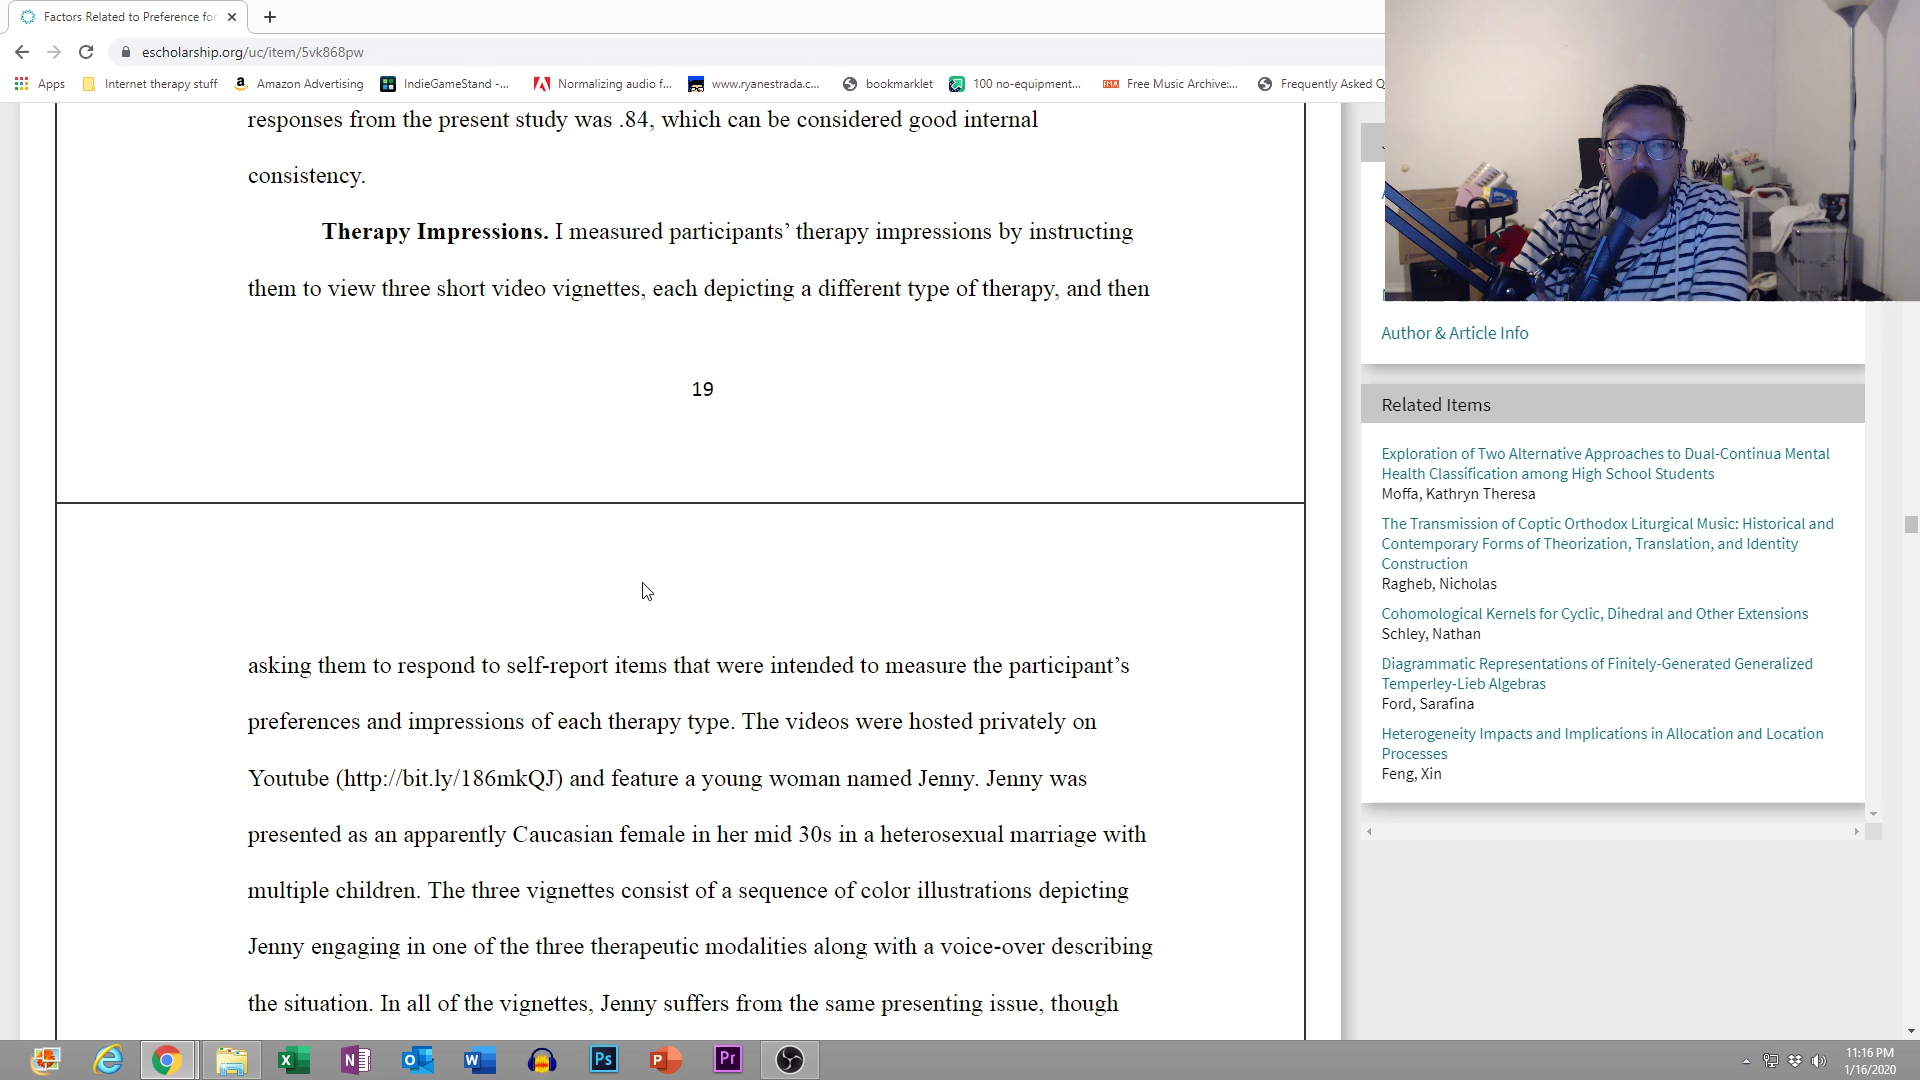 Factors Related to Preference for
escholarship.org/uc/item/5vk868pw
Apps
Internet therapy stuff
Amazon Advertising
IndieGameStand -...
Normalizing audio f...
www.ryanestrada.c...
bookmarklet
100 no-equipment...
Free Music Archive:...
Frequently Asked Q
responses from the present study was .84, which can be considered good internal
consistency.
Therapy Impressions. I measured participants’ therapy impressions by instructing
them to view three short video vignettes, each depicting a different type of therapy, and then
19
asking them to respond to self-report items that were intended to measure the participant’s
preferences and impressions of each therapy type. The videos were hosted privately on
Youtube (http://bit.ly/186mkQJ) and feature a young woman named Jenny. Jenny was
presented as an apparently Caucasian female in her mid 30s in a heterosexual marriage with
multiple children. The three vignettes consist of a sequence of color illustrations depicting
Jenny engaging in one of the three therapeutic modalities along with a voice-over describing
the situation. In all of the vignettes, Jenny suffers from the same presenting issue, though
Author & Article Info
Related Items
Exploration of Two Alternative Approaches to Dual-Continua Mental
Health Classification among High School Students
Moffa, Kathryn Theresa
The Transmission of Coptic Orthodox Liturgical Music: Historical and
Contemporary Forms of Theorization, Translation, and Identity
Construction
Ragheb, Nicholas
Cohomological Kernels for Cyclic, Dihedral and Other Extensions
Schley, Nathan
Diagrammatic Representations of Finitely-Generated Generalized
Temperley-Lieb Algebras
Ford, Sarafina
Heterogeneity Impacts and Implications in Allocation and Location
Processes
Feng, Xin
11:16 PM
1/16/2020